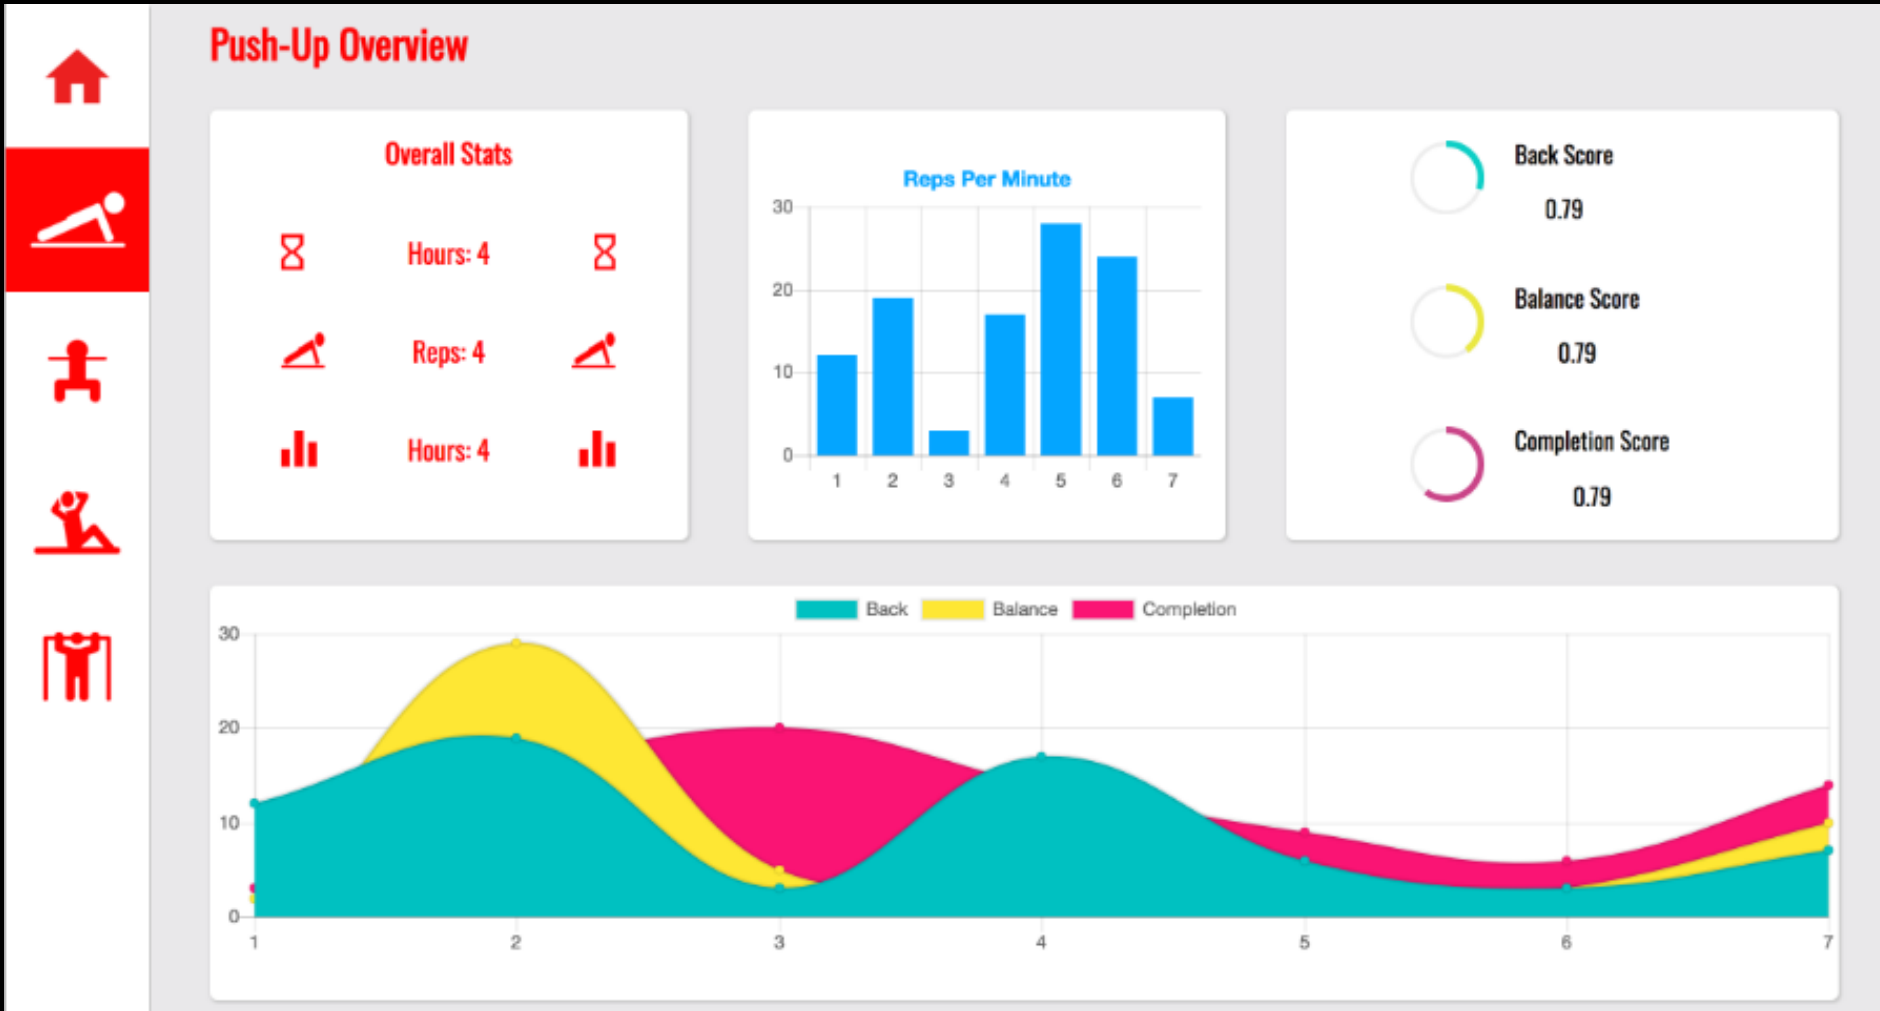 Push-Up Overview
Overall Stats
Hours: 4
Reps: 4
Hours: 4
Reps Per Minute
30
20
10
0
1 2 3 4 5 6 7
Back Score
0.79
Balance Score
0.79
Completion Score
0.79
Back Balance Completion
30
20
10
0
1 2 3 4 5 6 7